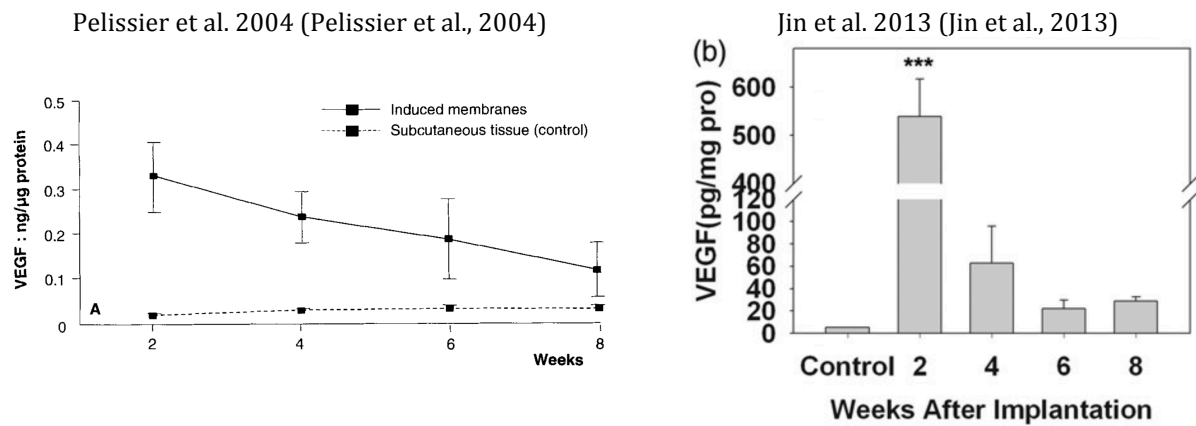 Pelissier et al. 2004 (Pelissier et al., 2004)
0.5
0.4
0.3
0.2
0.1
0
VEGF : ng/µg protein
Induced membranes
Subcutaneous tissue (control)
A
2
4
6
8
Weeks
Jin et al. 2013 (Jin et al., 2013)
(b)
***
VEGF(pg/mg pro)
600
500
400
120
100
80
60
40
20
0
Control 2 4 6 8
Weeks After Implantation